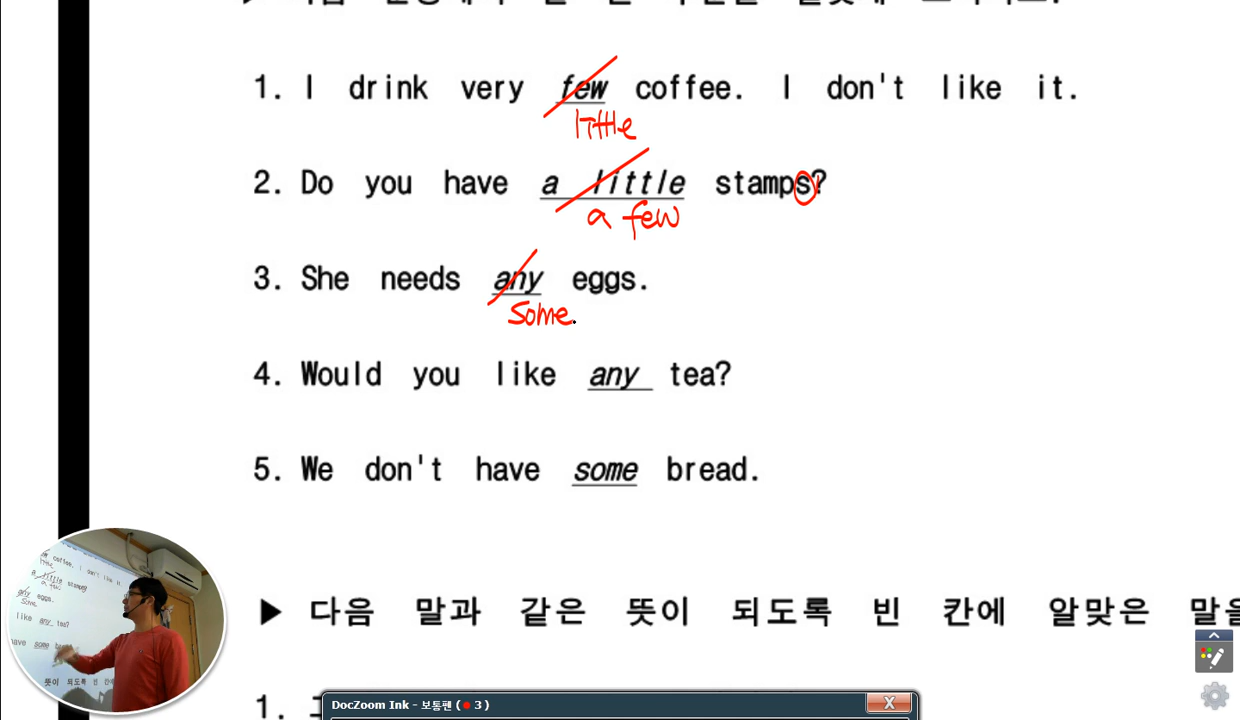 1. I drink very few coffee. I don't like it.
little
2. Do you have a little stamps?
a few
3. She needs any eggs.
some.
4. Would you like any tea?
5. We don't have some bread.
▶ 다음 말과 같은 뜻이 되도록 빈 칸에 알맞은 말을
1.
DocZoom Ink - 보통펜 ( 3 )
X